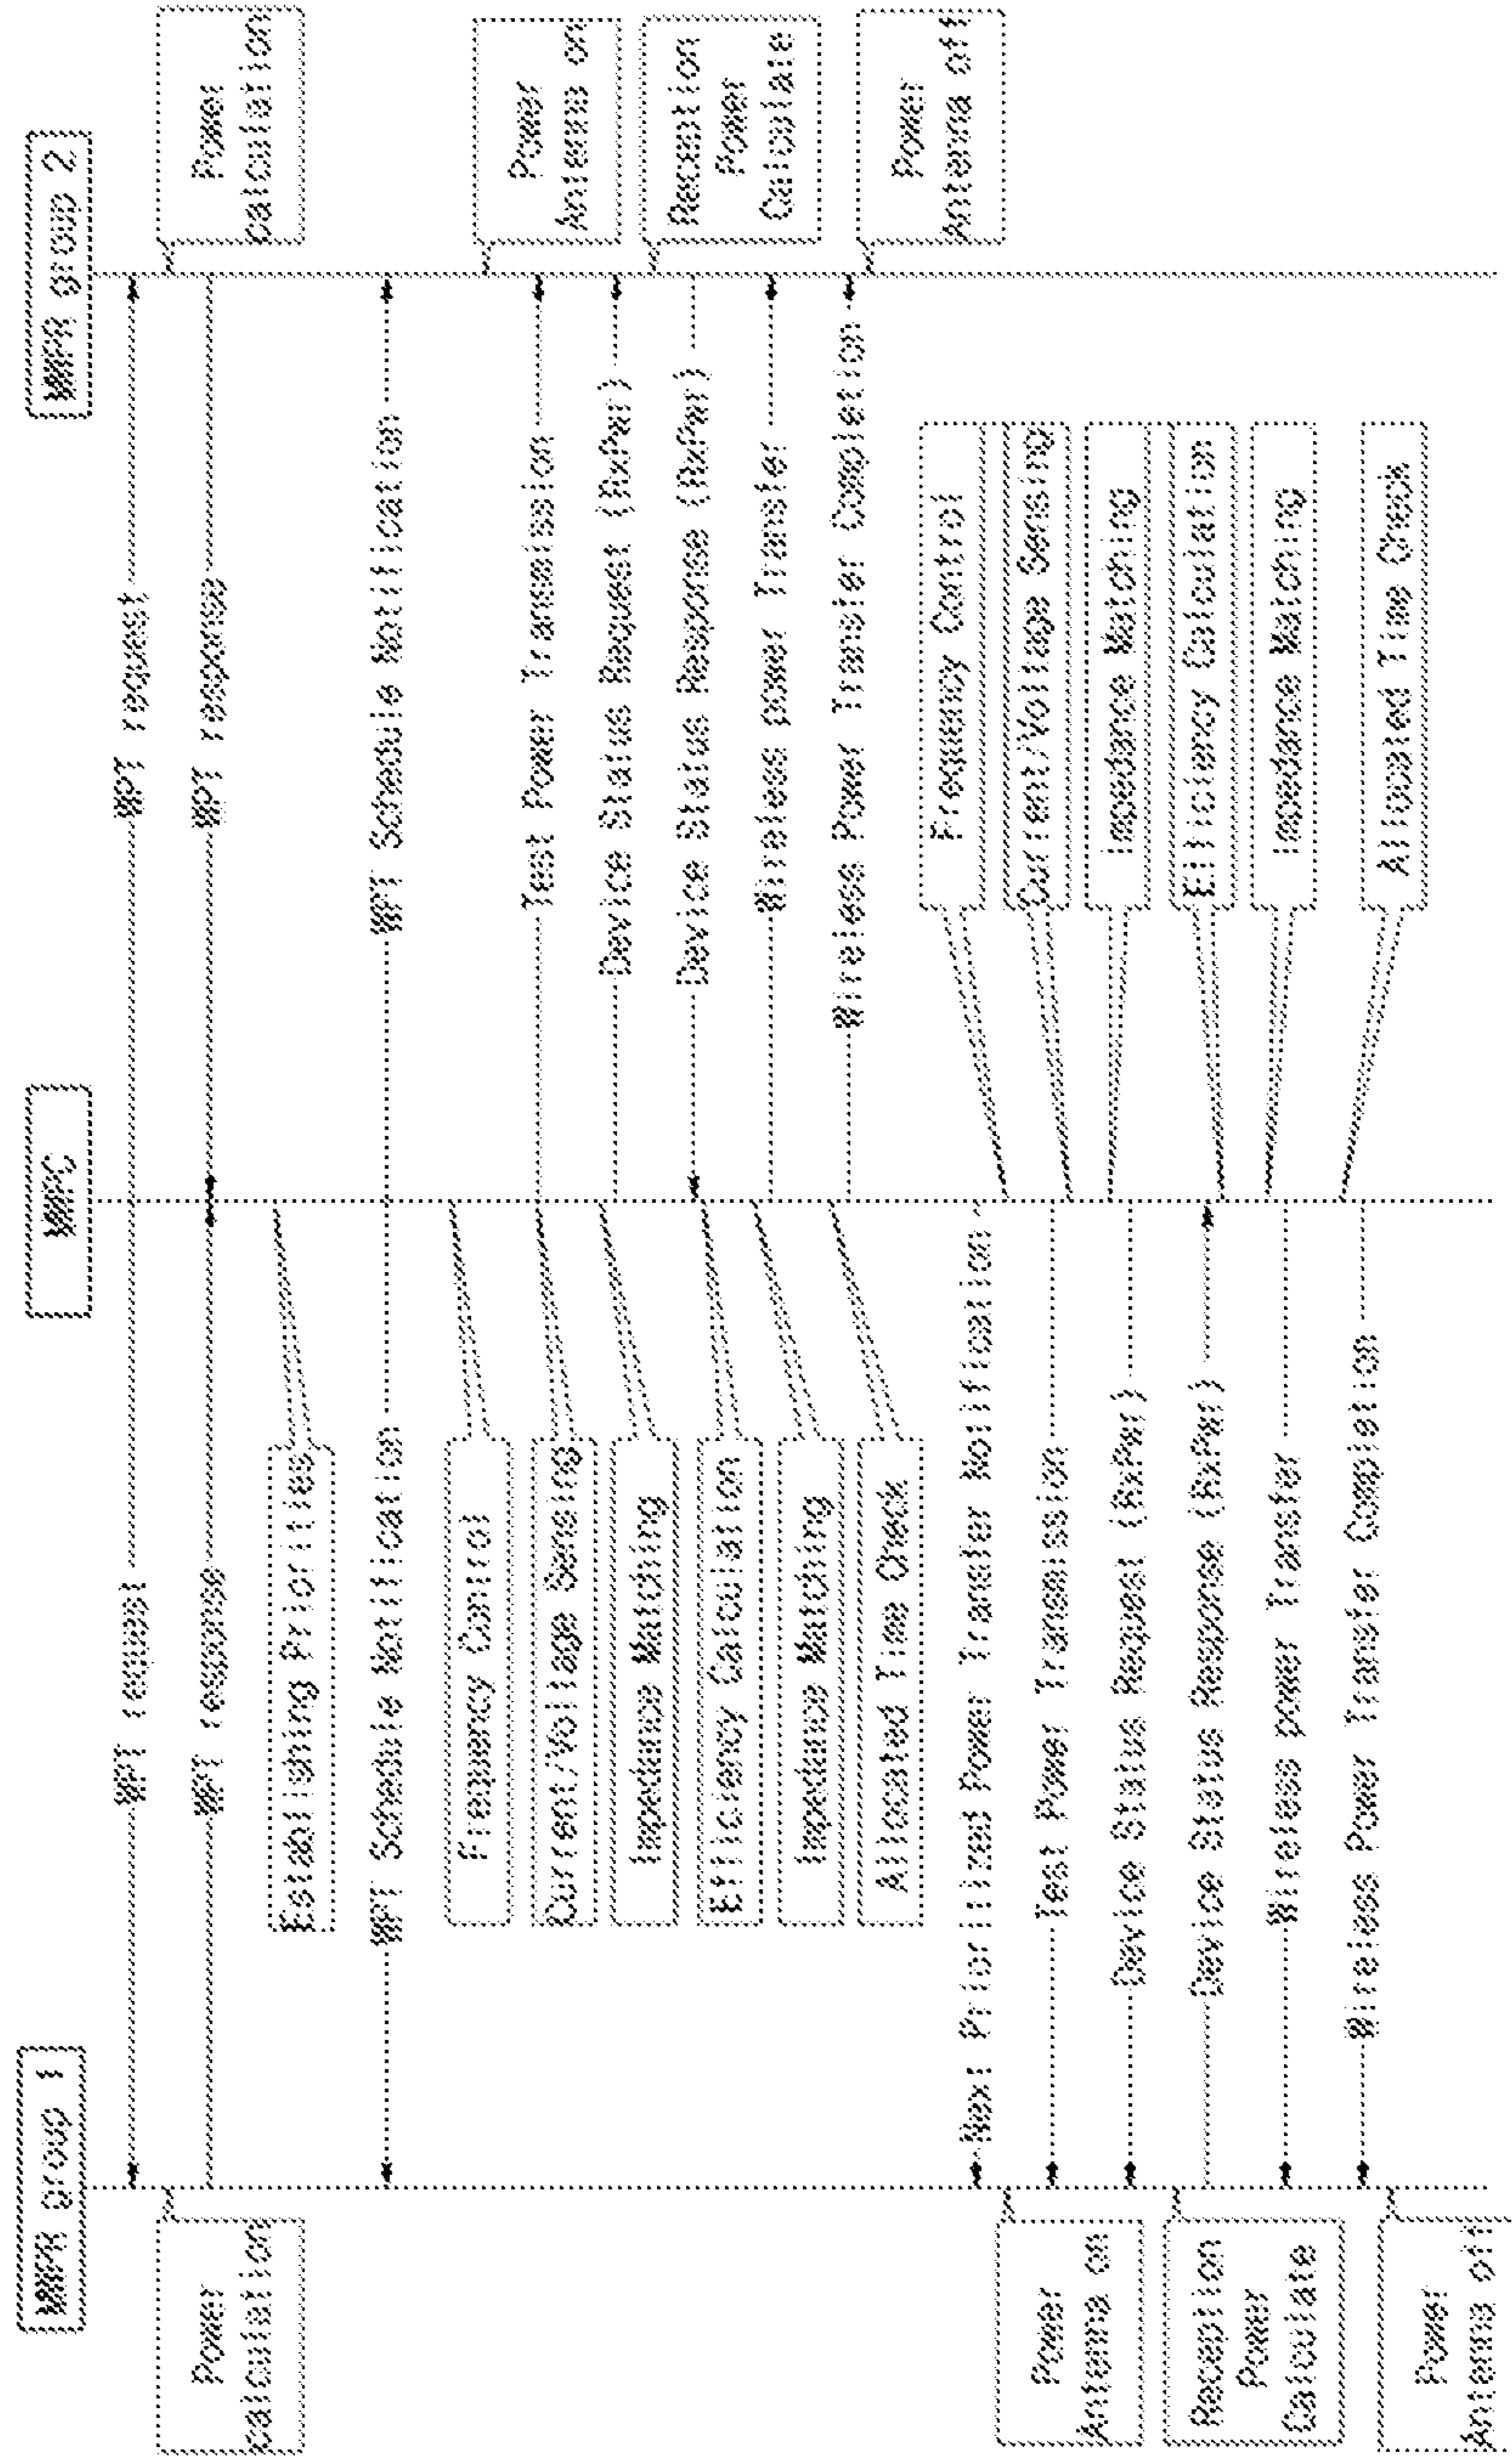 WWPR group 1
WWPC
WWPR group 2
WPT request
WPT request
Power
calculation
Power
calculation
WPT response
WPT response
Establishing Priorities
WPT Schedule Notification
WPT Schedule Notification
Frequency Control
Power
Antenna on
Current/Voltage Sensing
Test Power Transmission
Impedance Matching
Device Status Request (RxPwr)
Reception
Power
Calculate
Efficiency Calculation
Device Status Response (RxPwr)
Impedance Matching
Wireless power Transfer
Allocated Time Check
Wireless Power Transfer Completion
Power
Antenna off
Next Prioritized Power Transfer Notification
Frequency Control
Power
Antenna on
Test Power Transmission
Current/Voltage Sensing
Device Status Request (RxPwr)
Impedance Matching
Reception
Power
Calculate
Device Status Response (RxPwr)
Efficiency Calculation
Wireless power Transfer
Impedance Matching
Wireless Power Transfer Completion
Allocated Time Check
Power
Antenna off